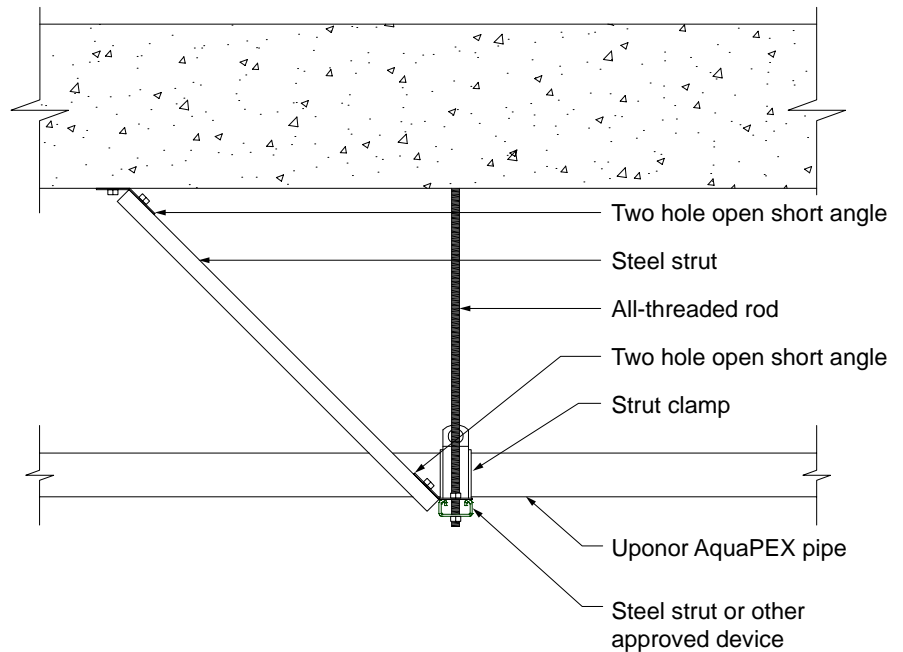 Two hole open short angle
Steel strut
All-threaded rod
Two hole open short angle
Strut clamp
Uponor AquaPEX pipe
Steel strut or other
approved device